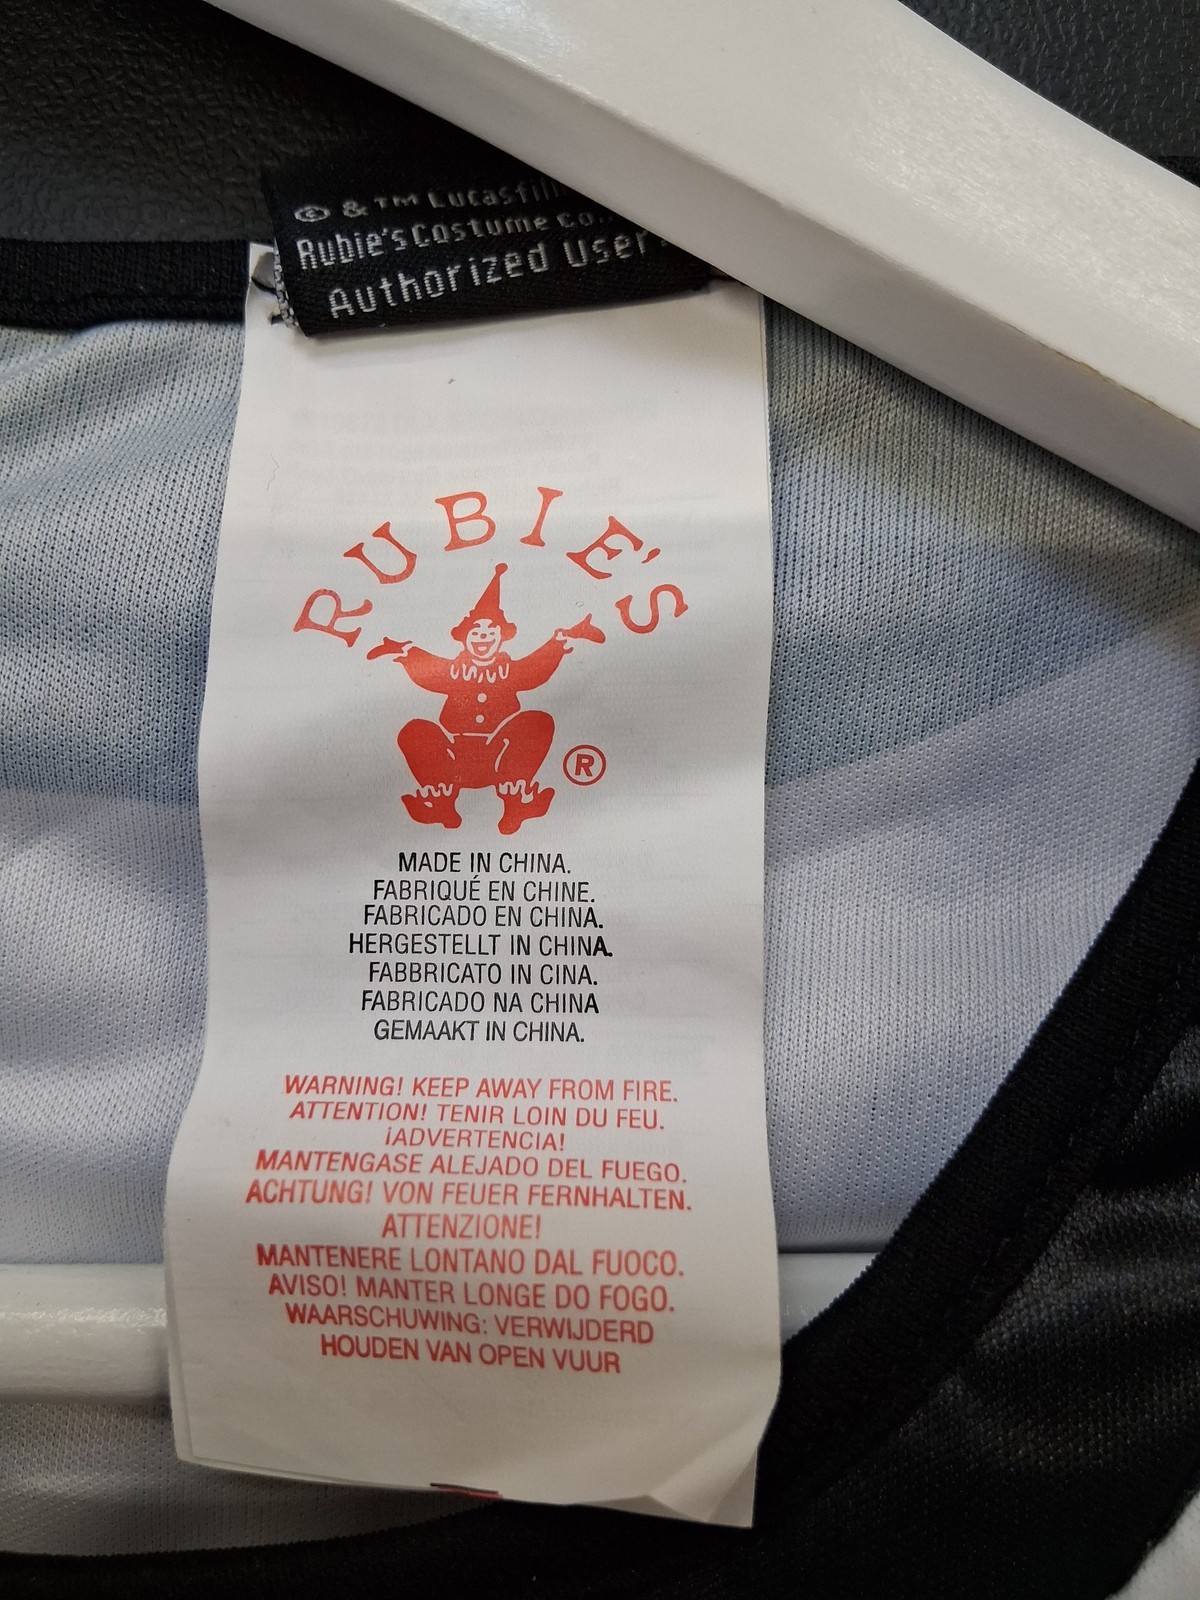 © & ™ Lucasfil
Rubie's Costume Co..
Authorized User
RUBIE'S
®
MADE IN CHINA.
FABRIQUÉ EN CHINE.
FABRICADO EN CHINA.
HERGESTELLT IN CHINA.
FABBRICATO IN CINA.
FABRICADO NA CHINA
GEMAAKT IN CHINA.
WARNING! KEEP AWAY FROM FIRE.
ATTENTION! TENIR LOIN DU FEU.
¡ADVERTENCIA!
MANTENGASE ALEJADO DEL FUEGO.
ACHTUNG! VON FEUER FERNHALTEN.
ATTENZIONE!
MANTENERE LONTANO DAL FUOCO.
AVISO! MANTER LONGE DO FOGO.
WAARSCHUWING: VERWIJDERD
HOUDEN VAN OPEN VUUR